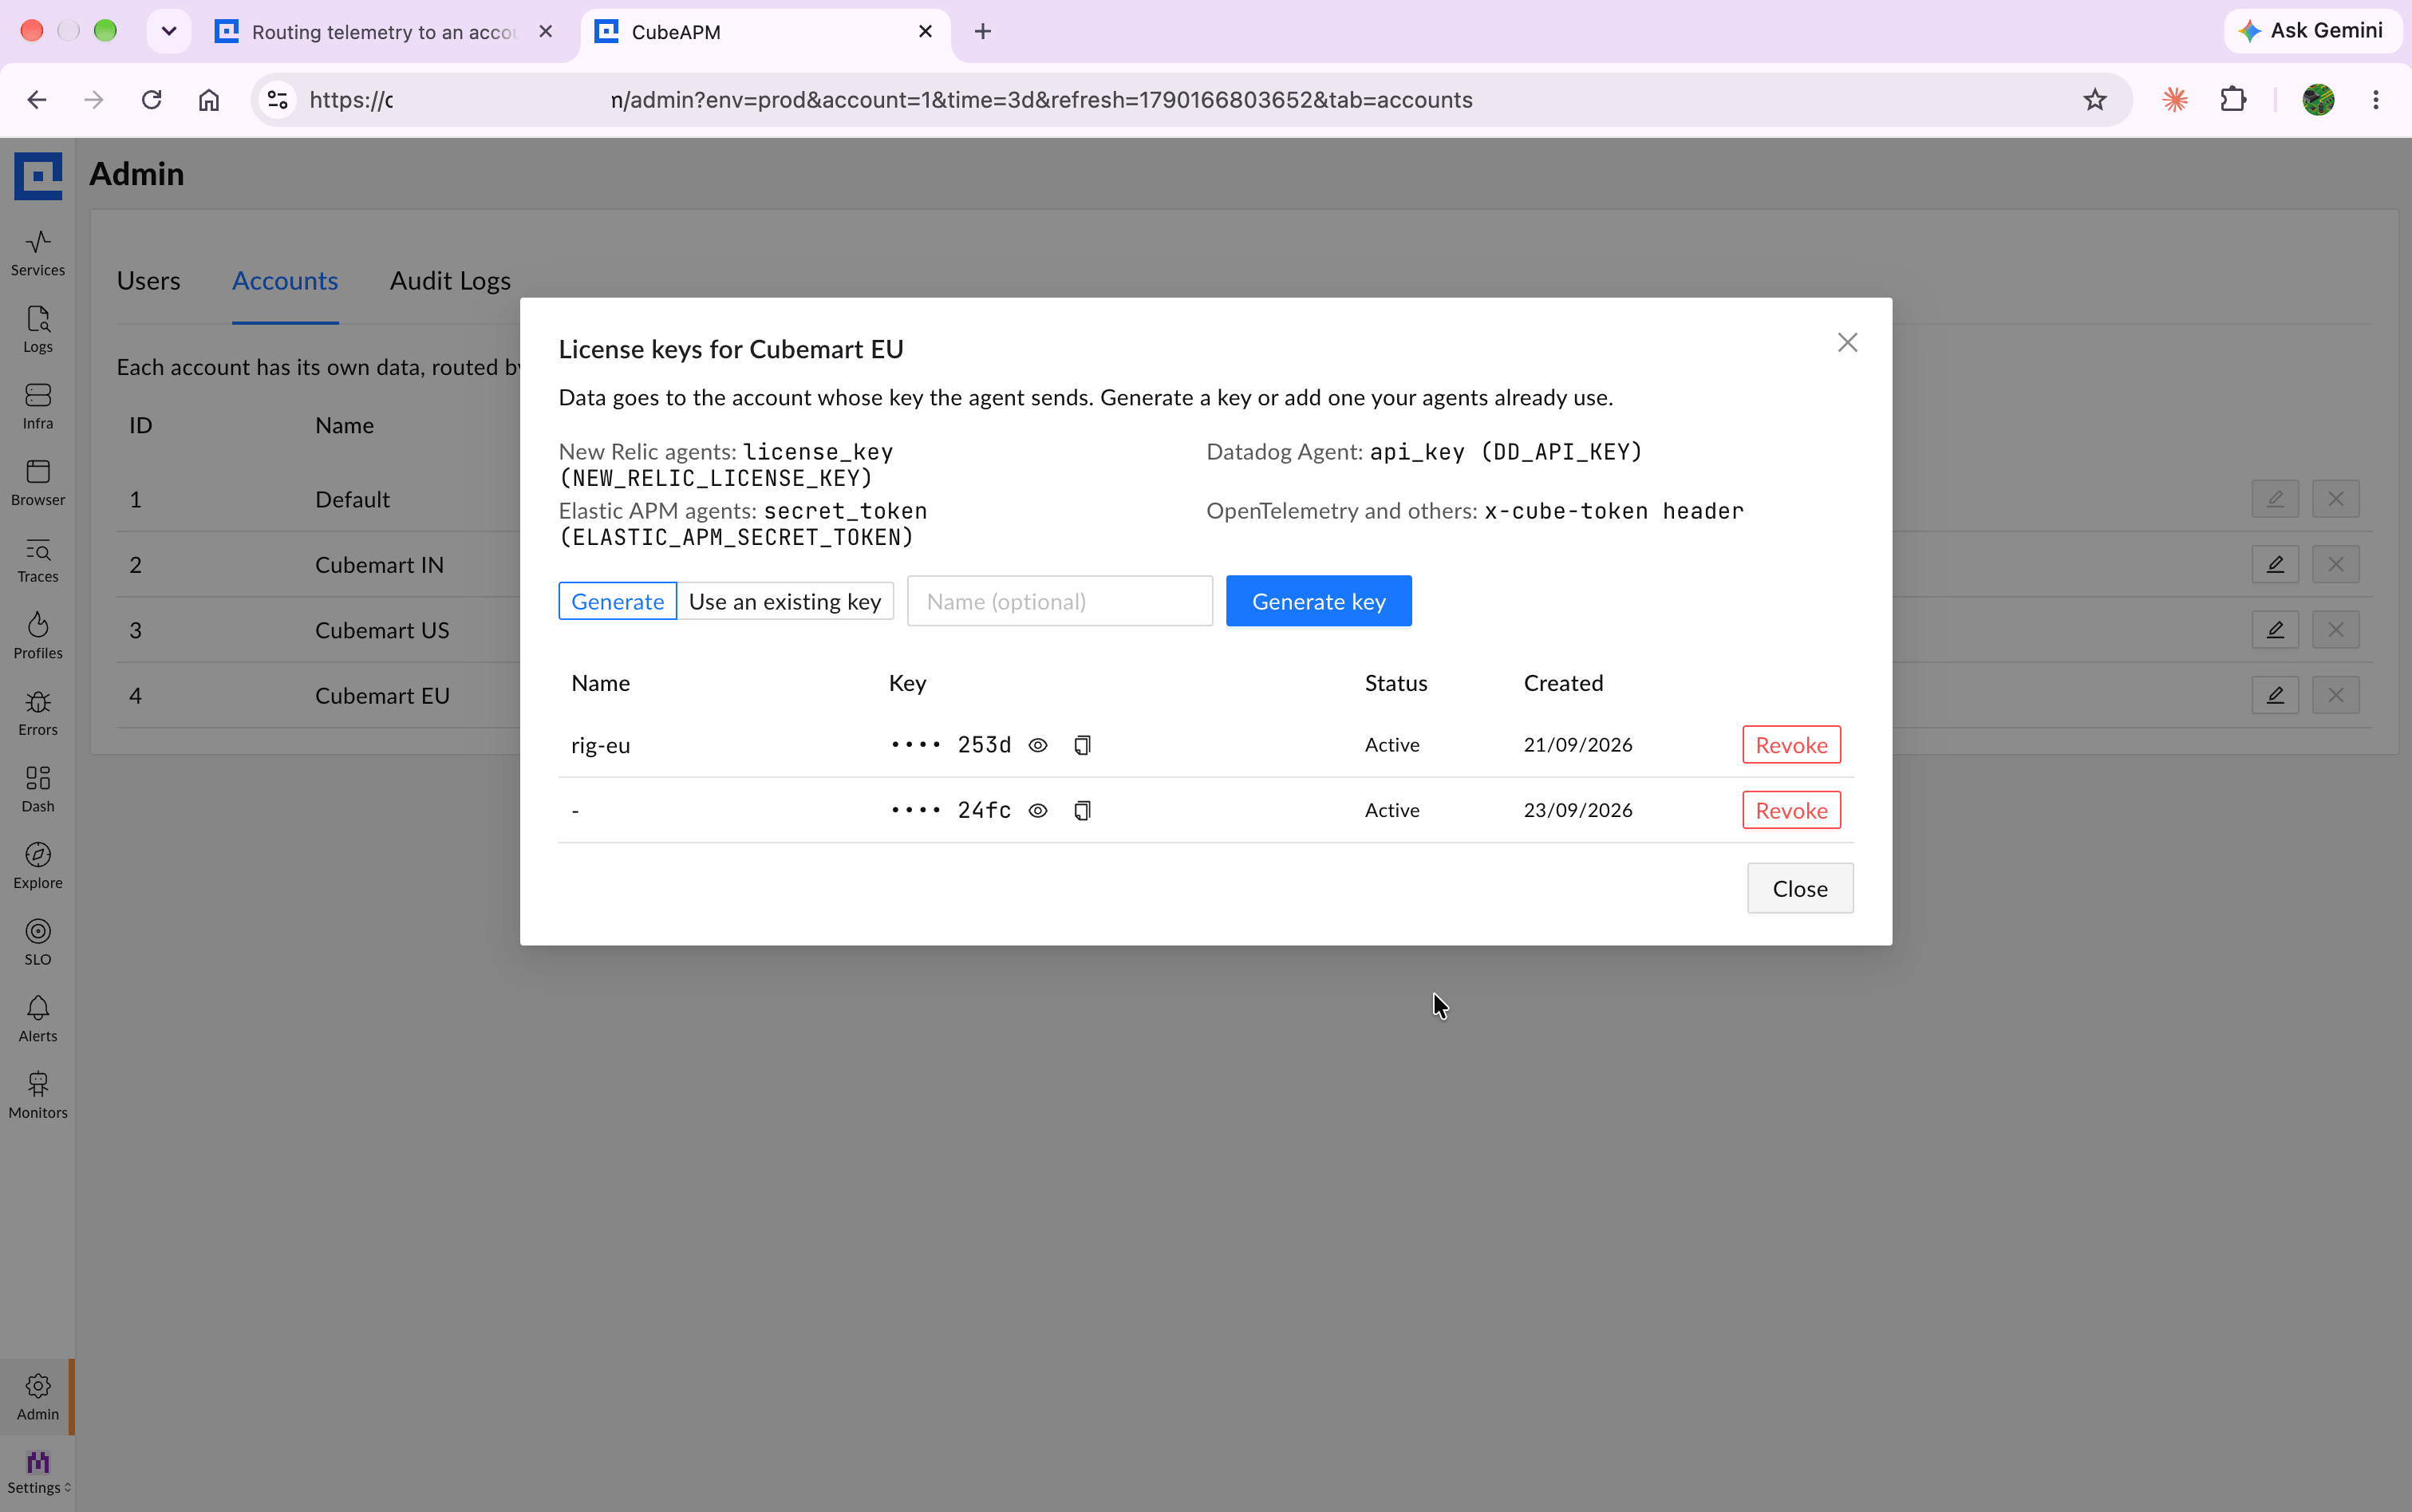 Routing telemetry to an acco
CubeAPM
Ask Gemini
https://c
n/admin?env=prod&account=1&time=3d&refresh=1790166803652&tab=accounts
Admin
Services
Logs
Infra
Browser
Traces
Profiles
Errors
Dash
Explore
SLO
Alerts
Monitors
Admin
Settings
Users Accounts Audit Logs
Each account has its own data, routed by
ID Name
1 Default
2 Cubemart IN
3 Cubemart US
4 Cubemart EU
License keys for Cubemart EU
Data goes to the account whose key the agent sends. Generate a key or add one your agents already use.
New Relic agents: license_key
(NEW_RELIC_LICENSE_KEY)
Datadog Agent: api_key (DD_API_KEY)
Elastic APM agents: secret_token
(ELASTIC_APM_SECRET_TOKEN)
OpenTelemetry and others: x-cube-token header
Generate Use an existing key Name (optional) Generate key
Name Key Status Created
rig-eu •••• 253d Active 21/09/2026 Revoke
- •••• 24fc Active 23/09/2026 Revoke
Close